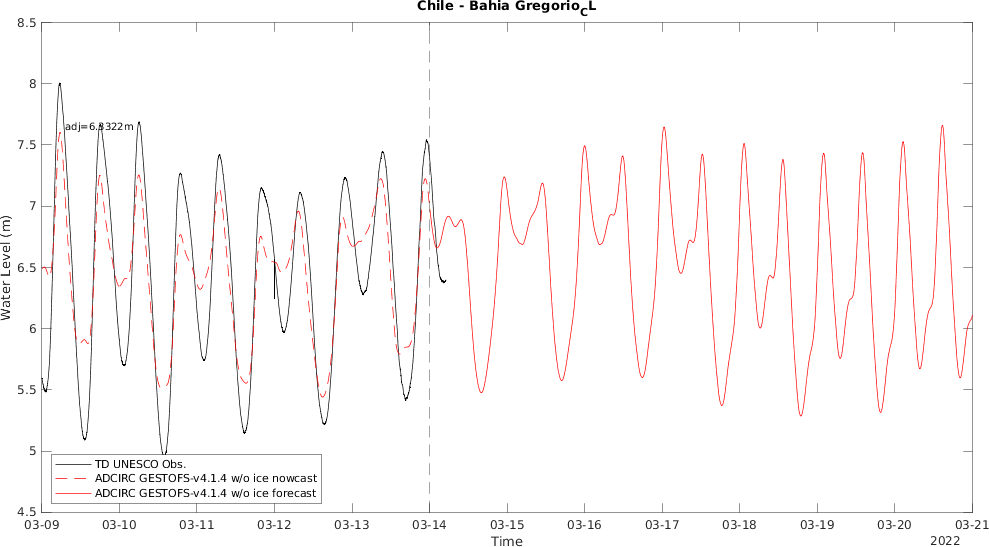 Chile - Bahia Gregorio_CL
8.5
8
7.5
7
6.5
6
5.5
5
4.5
Water Level (m)
adj=6.3322m
TD UNESCO Obs.
ADCIRC GESTOFS-v4.1.4 w/o ice nowcast
ADCIRC GESTOFS-v4.1.4 w/o ice forecast
03-09 03-10 03-11 03-12 03-13 03-14 03-15 03-16 03-17 03-18 03-19 03-20 03-21
Time
2022